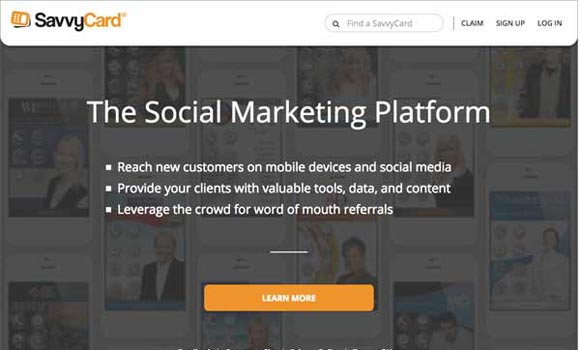 SavvyCard®
Find a SavvyCard
CLAIM SIGN UP LOG IN
The Social Marketing Platform
Reach new customers on mobile devices and social media
Provide your clients with valuable tools, data, and content
Leverage the crowd for word of mouth referrals
LEARN MORE